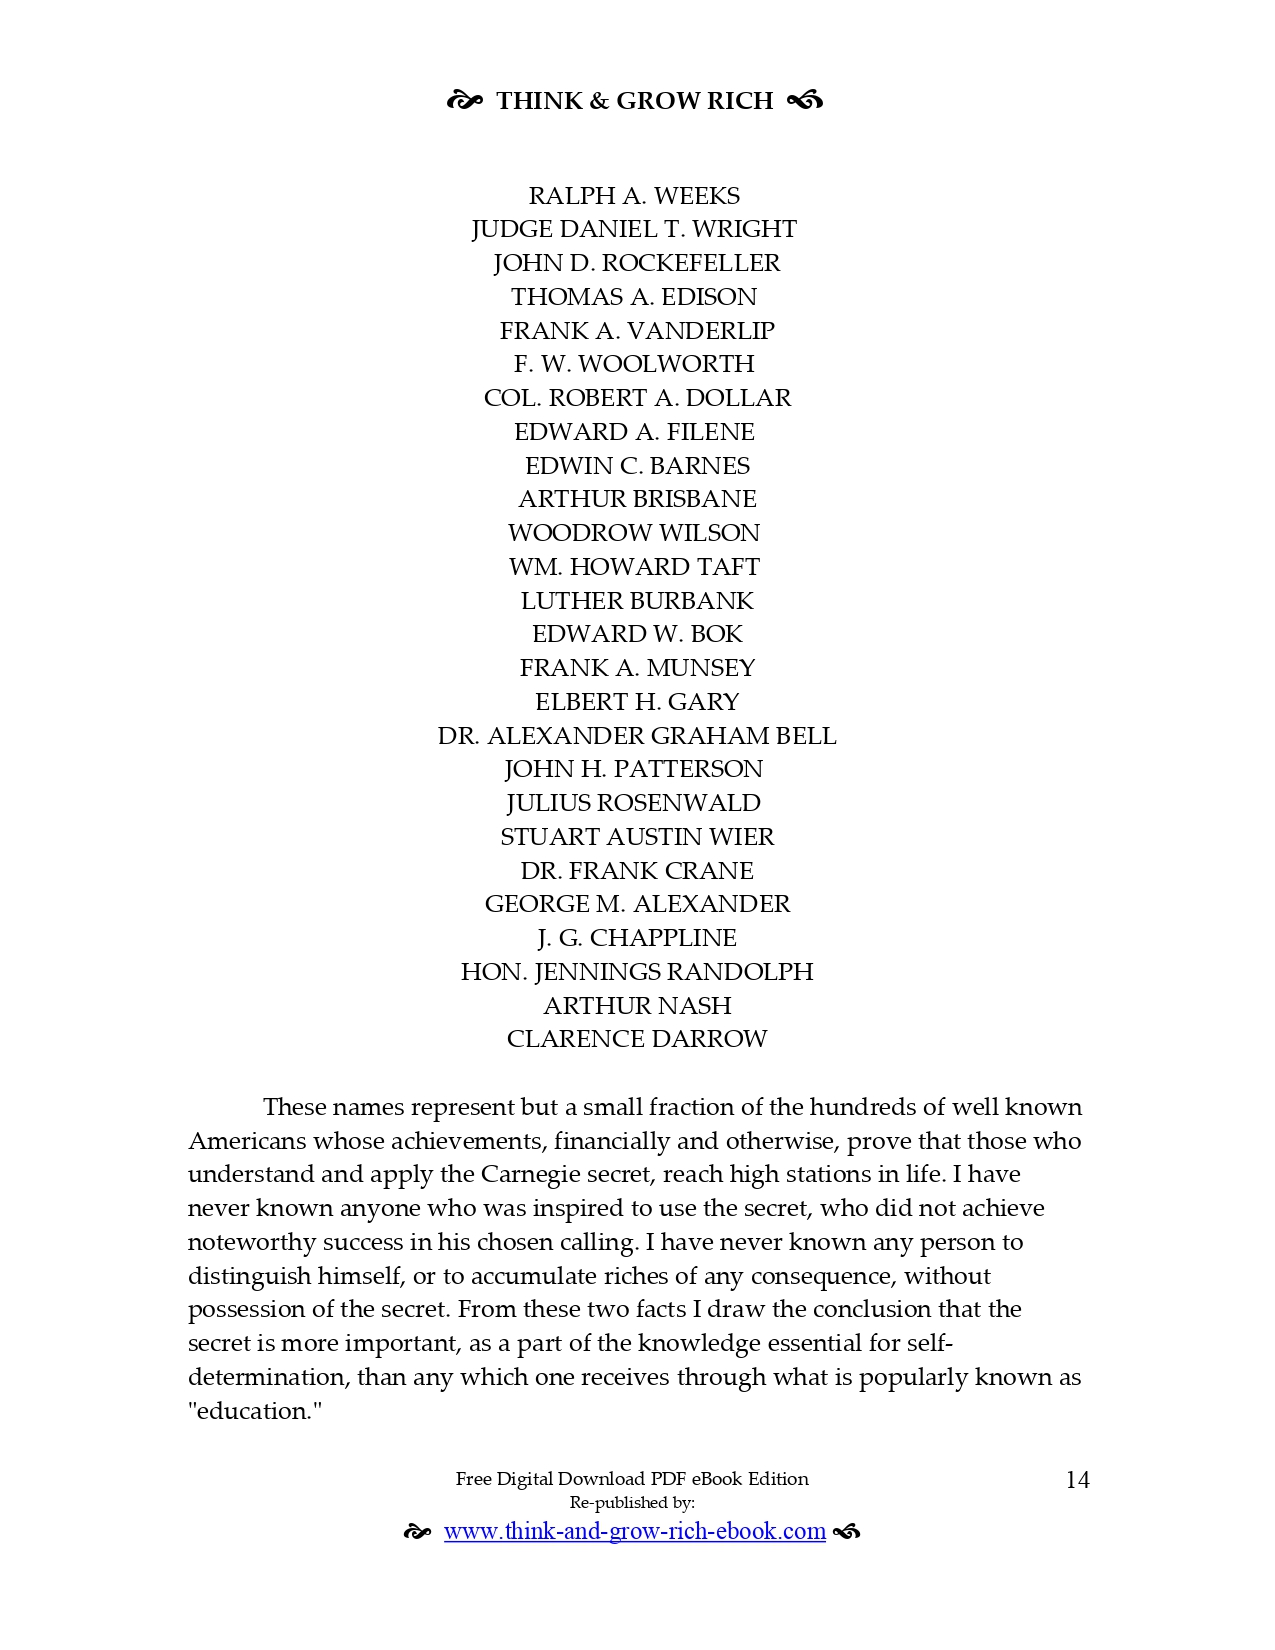 THINK & GROW RICH
RALPH A. WEEKS
JUDGE DANIEL T. WRIGHT
JOHN D. ROCKEFELLER
THOMAS A. EDISON
FRANK A. VANDERLIP
F. W. WOOLWORTH
COL. ROBERT A. DOLLAR
EDWARD A. FILENE
EDWIN C. BARNES
ARTHUR BRISBANE
WOODROW WILSON
WM. HOWARD TAFT
LUTHER BURBANK
EDWARD W. BOK
FRANK A. MUNSEY
ELBERT H. GARY
DR. ALEXANDER GRAHAM BELL
JOHN H. PATTERSON
JULIUS ROSENWALD
STUART AUSTIN WIER
DR. FRANK CRANE
GEORGE M. ALEXANDER
J. G. CHAPPLINE
HON. JENNINGS RANDOLPH
ARTHUR NASH
CLARENCE DARROW
These names represent but a small fraction of the hundreds of well known
Americans whose achievements, financially and otherwise, prove that those who
understand and apply the Carnegie secret, reach high stations in life. I have
never known anyone who was inspired to use the secret, who did not achieve
noteworthy success in his chosen calling. I have never known any person to
distinguish himself, or to accumulate riches of any consequence, without
possession of the secret. From these two facts I draw the conclusion that the
secret is more important, as a part of the knowledge essential for self-
determination, than any which one receives through what is popularly known as
"education."
Free Digital Download PDF eBook Edition
14
Re-published by:
www.think-and-grow-rich-ebook.com